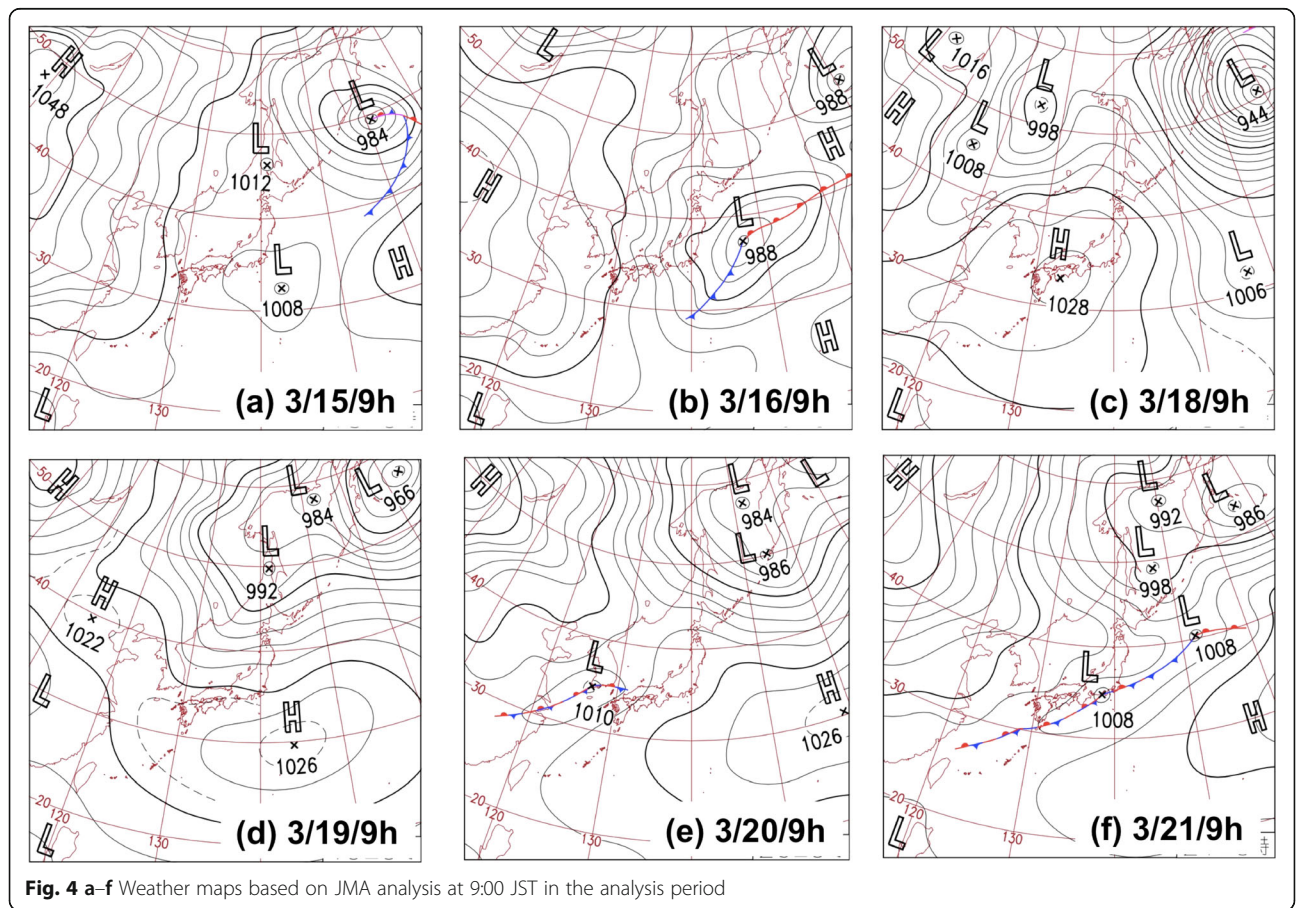 50
H
1048
L
984
L
1012
40
H
30
L
1008
20
120
L
130
(a) 3/15/9h
50
L
L
988
H
40
H
L
988
30
H
20
120
L
130
(b) 3/16/9h
50
L
1016
L
998
L
944
H
L
1008
40
H
1028
L
1006
30
20
120
L
130
(c) 3/18/9h
50
H
L
984
L
966
L
992
40
H
1022
L
30
H
1026
20
120
L
130
(d) 3/19/9h
50
H
L
984
L
L
986
40
L
1010
30
H
1026
20
120
L
130
(e) 3/20/9h
50
H
L
992
L
986
L
998
40
L
1008
L
1008
30
H
20
120
L
130
(f) 3/21/9h
時
Fig. 4 a–f Weather maps based on JMA analysis at 9:00 JST in the analysis period